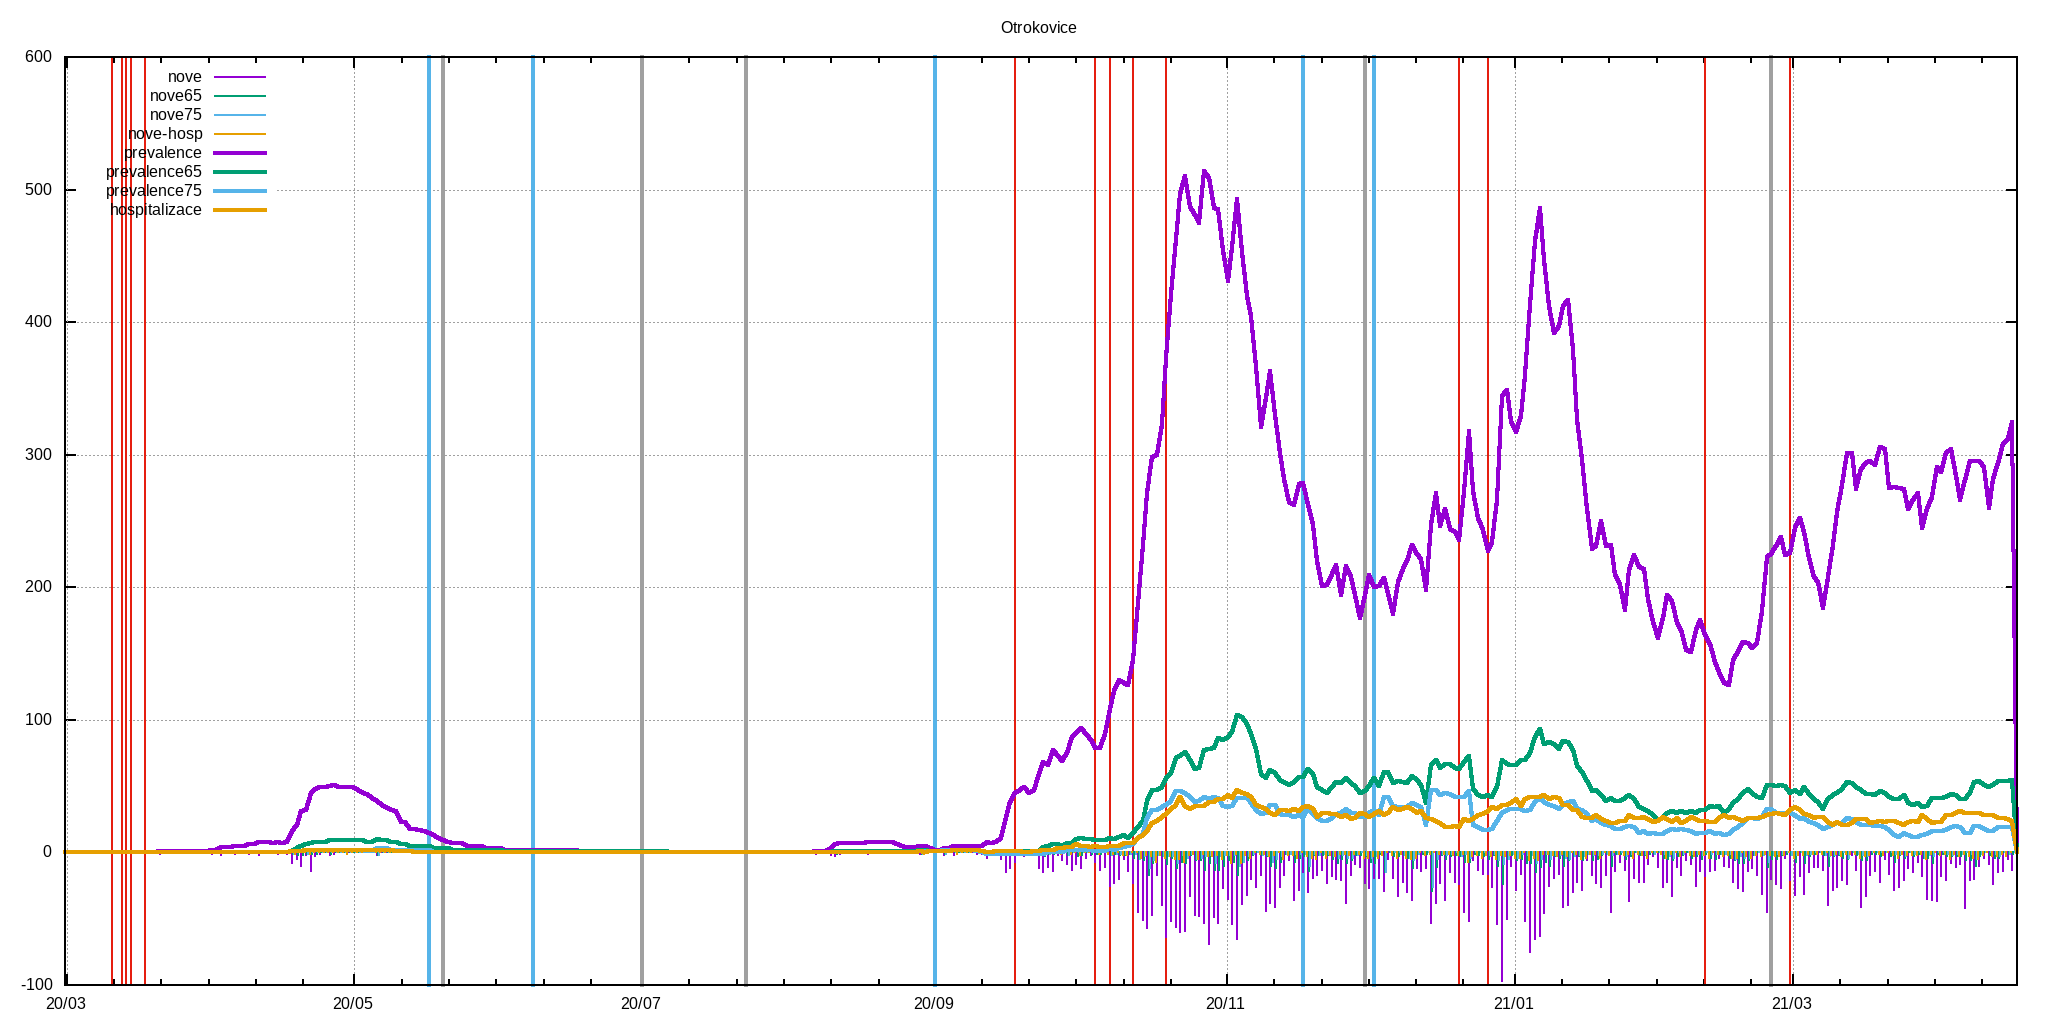 Otrokovice
600
500
400
300
200
100
0
-100
nove
nove65
nove75
nove-hosp
prevalence
prevalence65
prevalence75
hospitalizace
20/03 20/05 20/07 20/09 20/11 21/01 21/03